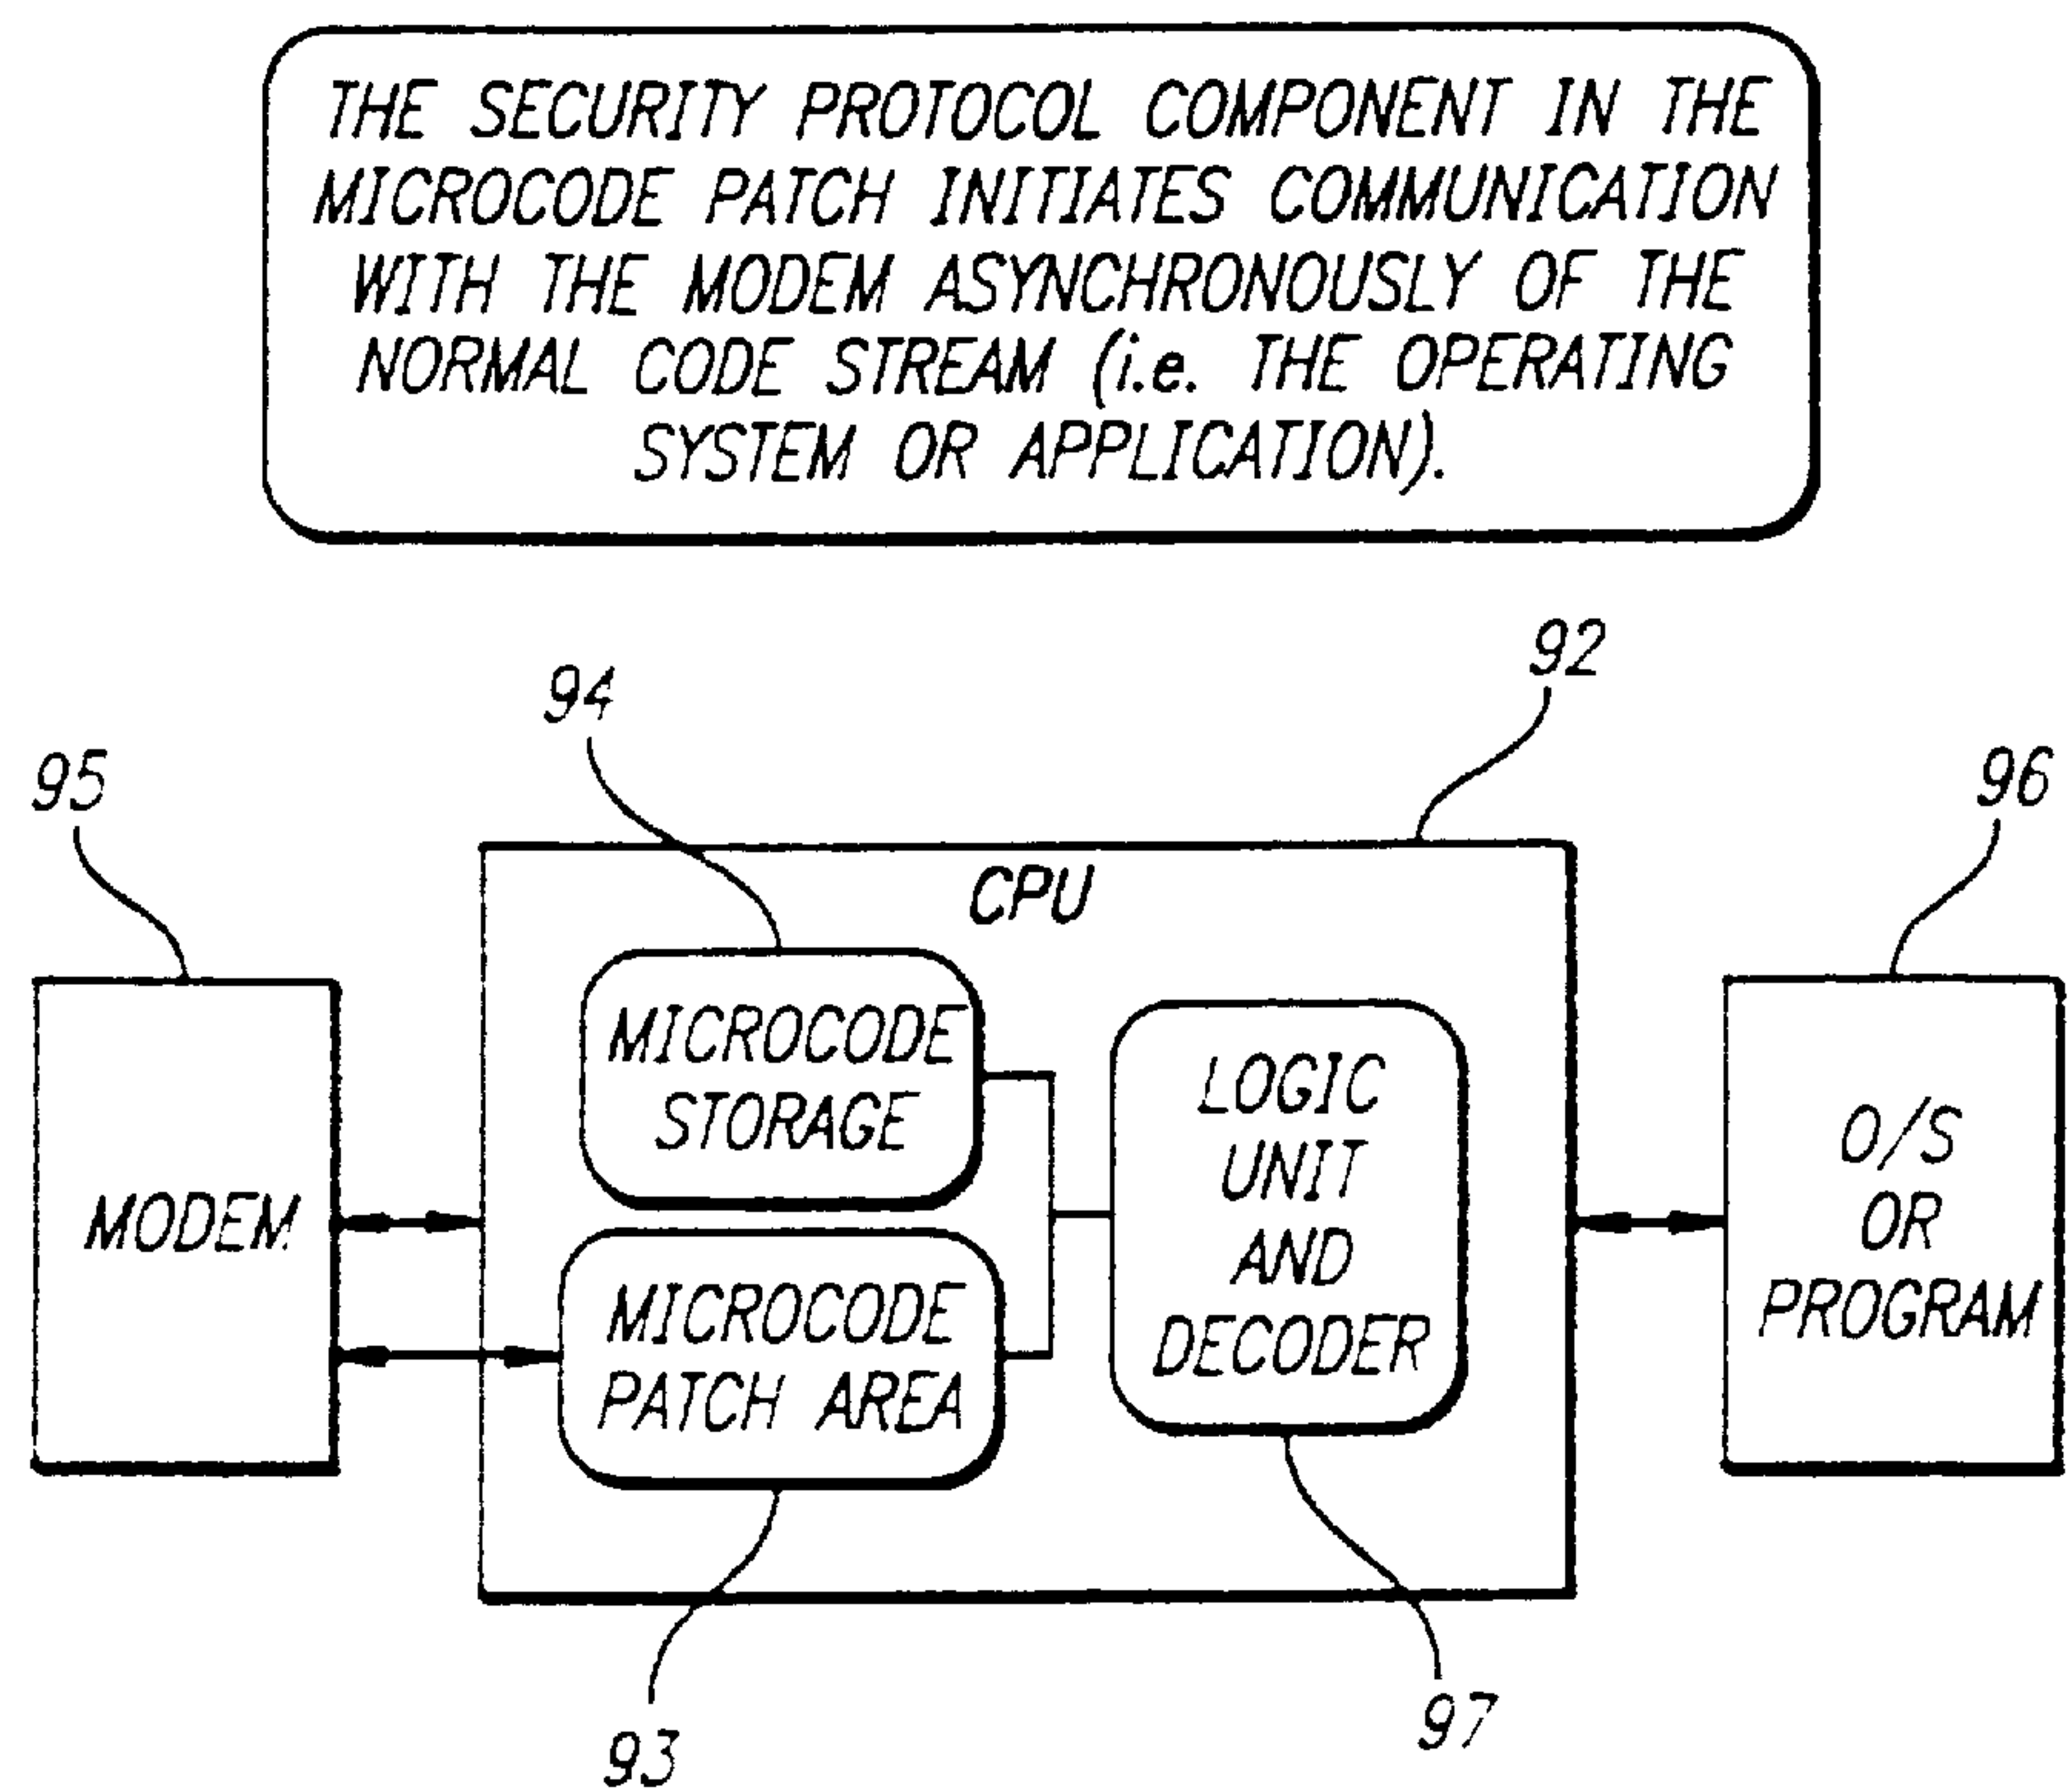 THE SECURITY PROTOCOL COMPONENT IN THE
MICROCODE PATCH INITIATES COMMUNICATION
WITH THE MODEM ASYNCHRONOUSLY OF THE
NORMAL CODE STREAM (i.e. THE OPERATING
SYSTEM OR APPLICATION).
92
94
95
96
CPU
MICROCODE
STORAGE
LOGIC
UNIT
AND
DECODER
MODEM
MICROCODE
PATCH AREA
O/S
OR
PROGRAM
93
97